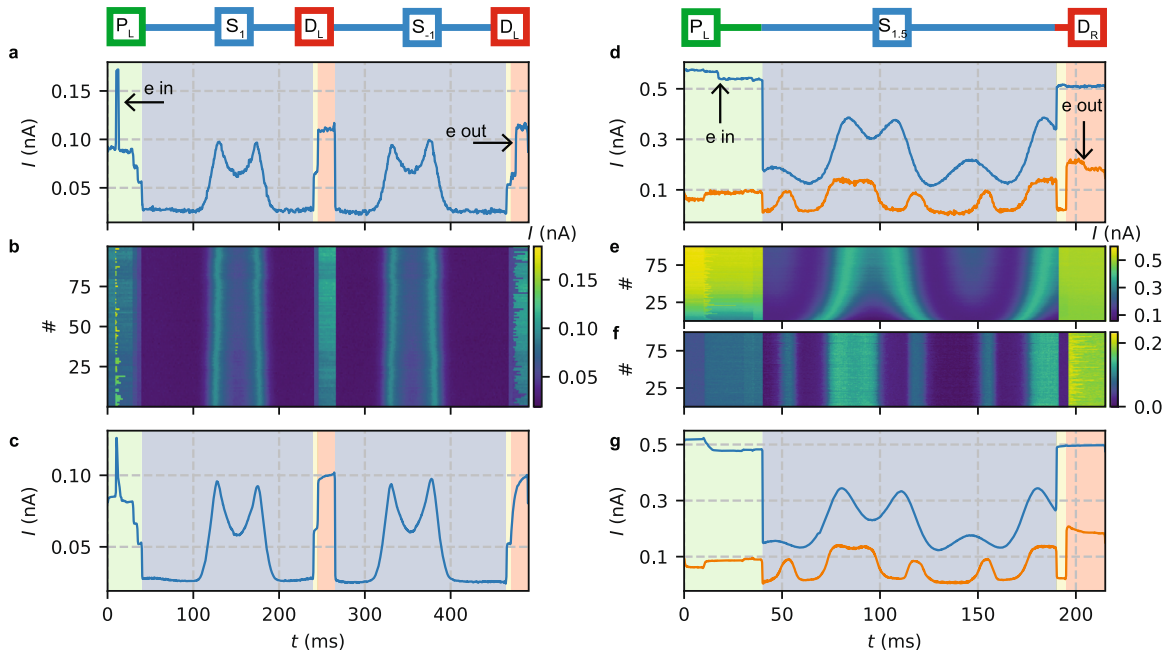 P_L S_1 D_L S_-1 D_L
P_L S_1.5 D_R
a
e in
e out
0.15
0.10
0.05
I (nA)
b
#
75
50
25
I (nA)
0.15
0.10
0.05
c
I (nA)
0.10
0.05
0 100 200 300 400
t (ms)
d
e in
e out
0.5
0.3
0.1
I (nA)
e
#
75
25
I (nA)
0.5
0.3
0.1
f
#
75
25
0.2
0.0
g
I (nA)
0.5
0.3
0.1
0 50 100 150 200
t (ms)